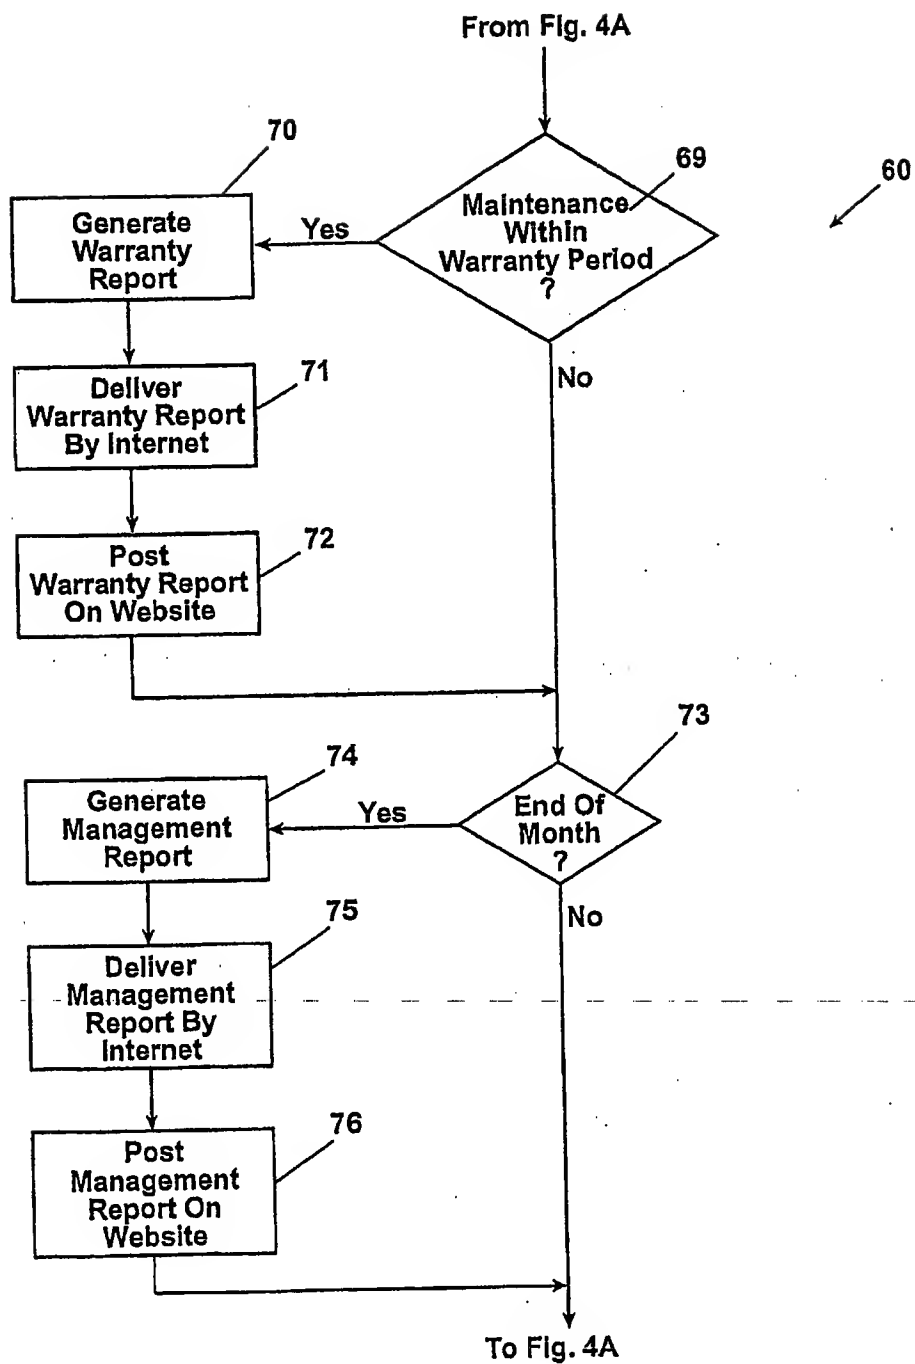 From Fig. 4A
70
69
60
Maintenance
Within
Warranty Period
?
Yes
Generate
Warranty
Report
No
71
Deliver
Warranty Report
By Internet
72
Post
Warranty Report
On Website
73
74
End Of
Month
?
Yes
Generate
Management
Report
No
75
Deliver
Management
Report By
Internet
76
Post
Management
Report On
Website
To Fig. 4A